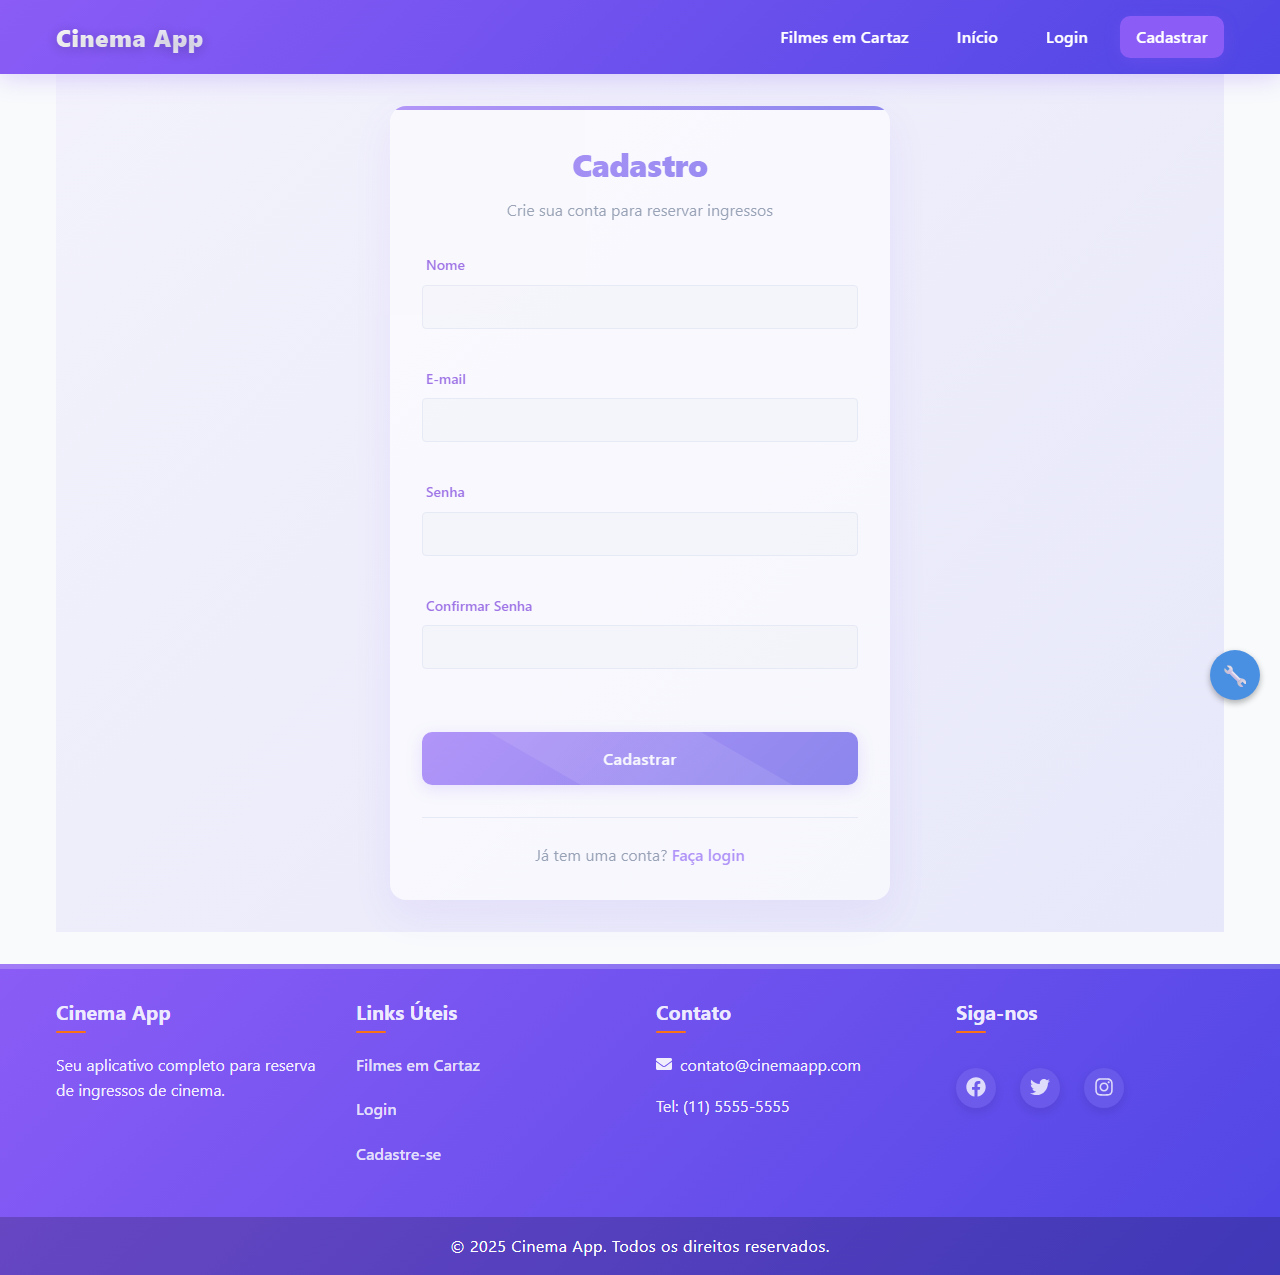 Cinema App
Filmes em Cartaz
Início
Login
Cadastrar
Cadastro
Crie sua conta para reservar ingressos
Nome
E-mail
Senha
Confirmar Senha
Cadastrar
Já tem uma conta? Faça login
Cinema App
Seu aplicativo completo para reserva
de ingressos de cinema.
Links Úteis
Filmes em Cartaz
Login
Cadastre-se
Contato
contato@cinemaapp.com
Tel: (11) 5555-5555
Siga-nos
© 2025 Cinema App. Todos os direitos reservados.